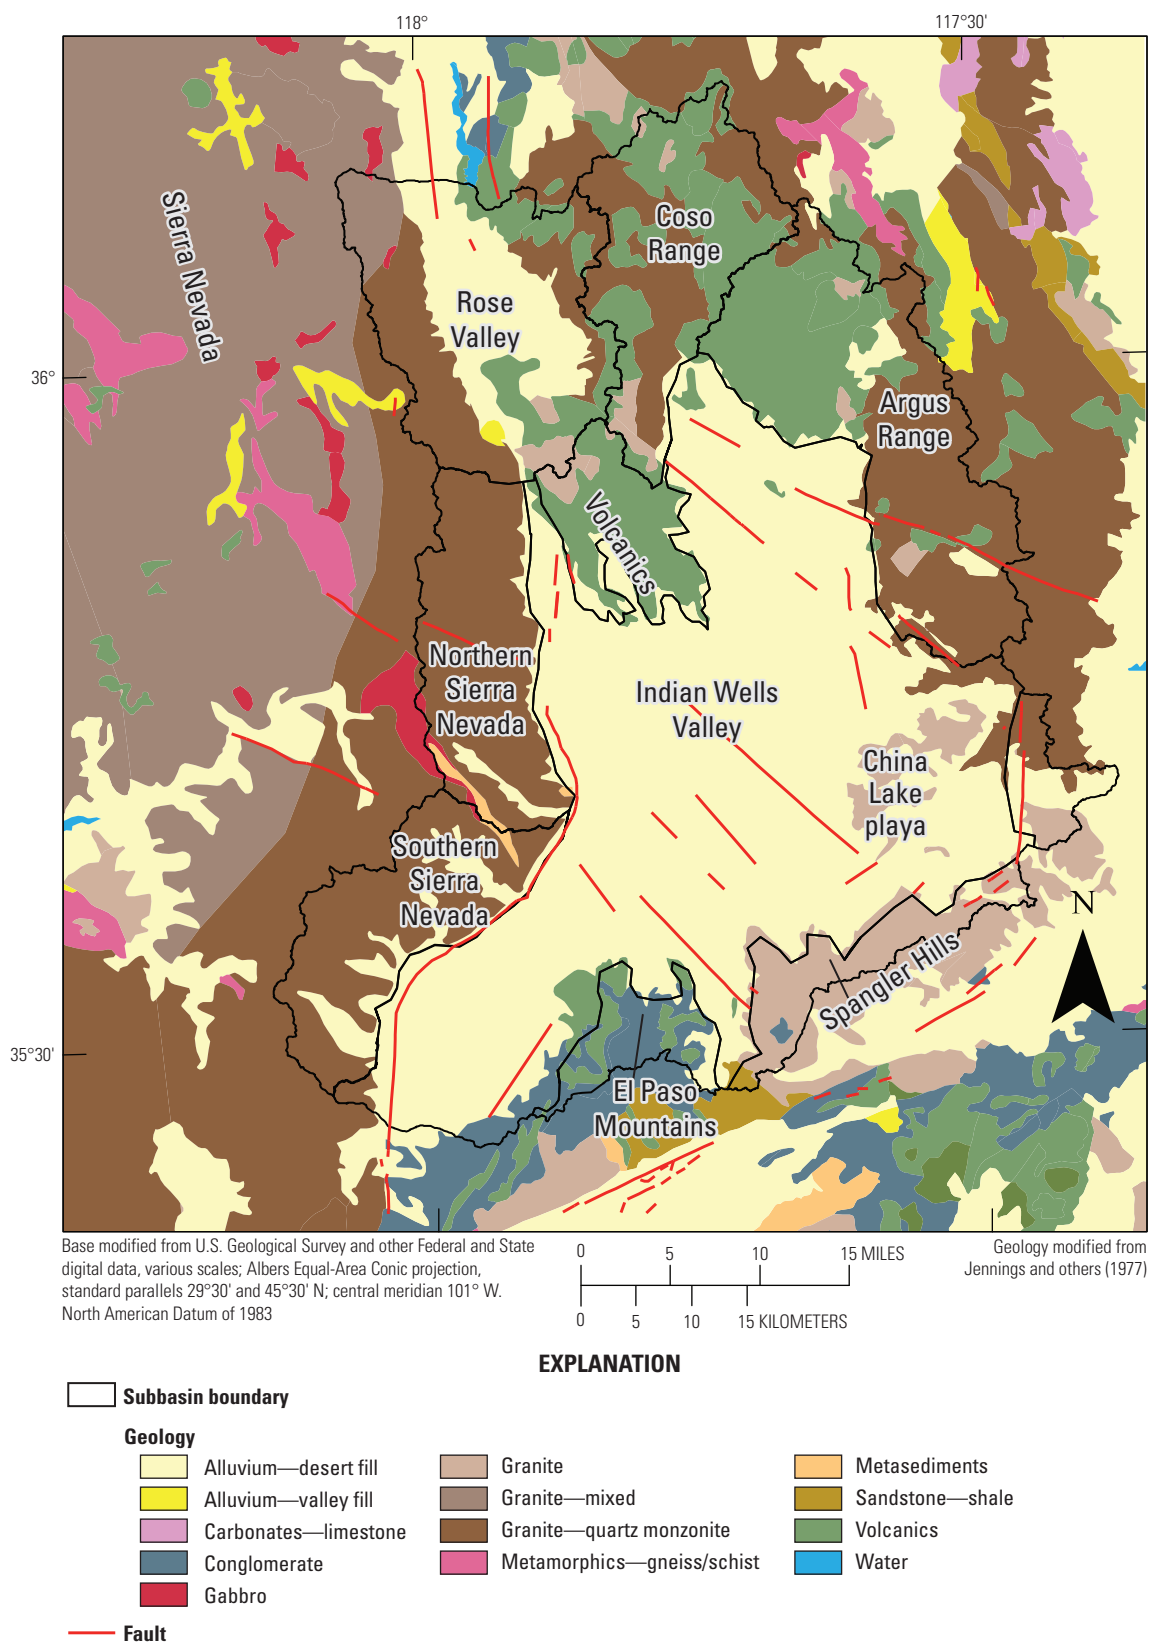 118°
117°30'
Sierra Nevada
Coso
Range
Rose
Valley
36°
Argus
Range
Volcanics
Northern
Sierra
Nevada
Indian Wells
Valley
China
Lake
playa
Southern
Sierra
Nevada
N
Spangler Hills
35°30'
El Paso
Mountains
Base modified from U.S. Geological Survey and other Federal and State
digital data, various scales; Albers Equal-Area Conic projection,
standard parallels 29°30' and 45°30' N; central meridian 101° W.
North American Datum of 1983
0 5 10 15 MILES
0 5 10 15 KILOMETERS
Geology modified from
Jennings and others (1977)
EXPLANATION
Subbasin boundary
Geology
Alluvium—desert fill
Alluvium—valley fill
Carbonates—limestone
Conglomerate
Gabbro
Granite
Granite—mixed
Granite—quartz monzonite
Metamorphics—gneiss/schist
Metasediments
Sandstone—shale
Volcanics
Water
Fault